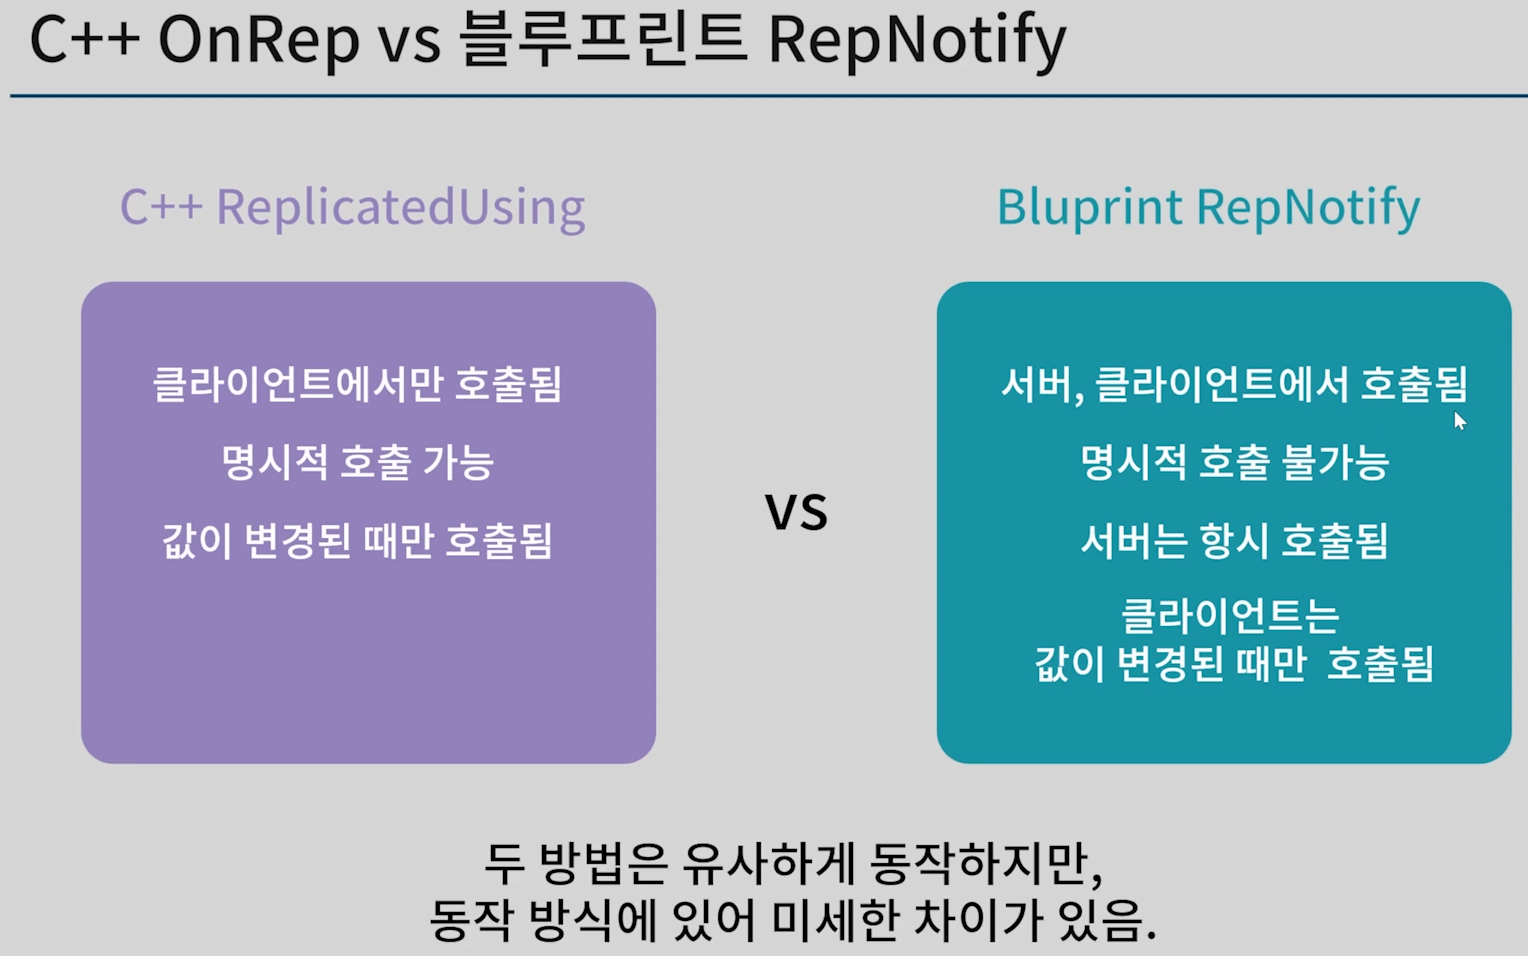 C++ OnRep vs 블루프린트 RepNotify
C++ ReplicatedUsing
클라이언트에서만 호출됨
명시적 호출 가능
값이 변경된 때만 호출됨
vs
Bluprint RepNotify
서버, 클라이언트에서 호출됨
명시적 호출 불가능
서버는 항시 호출됨
클라이언트는
값이 변경된 때만 호출됨
두 방법은 유사하게 동작하지만,
동작 방식에 있어 미세한 차이가 있음.